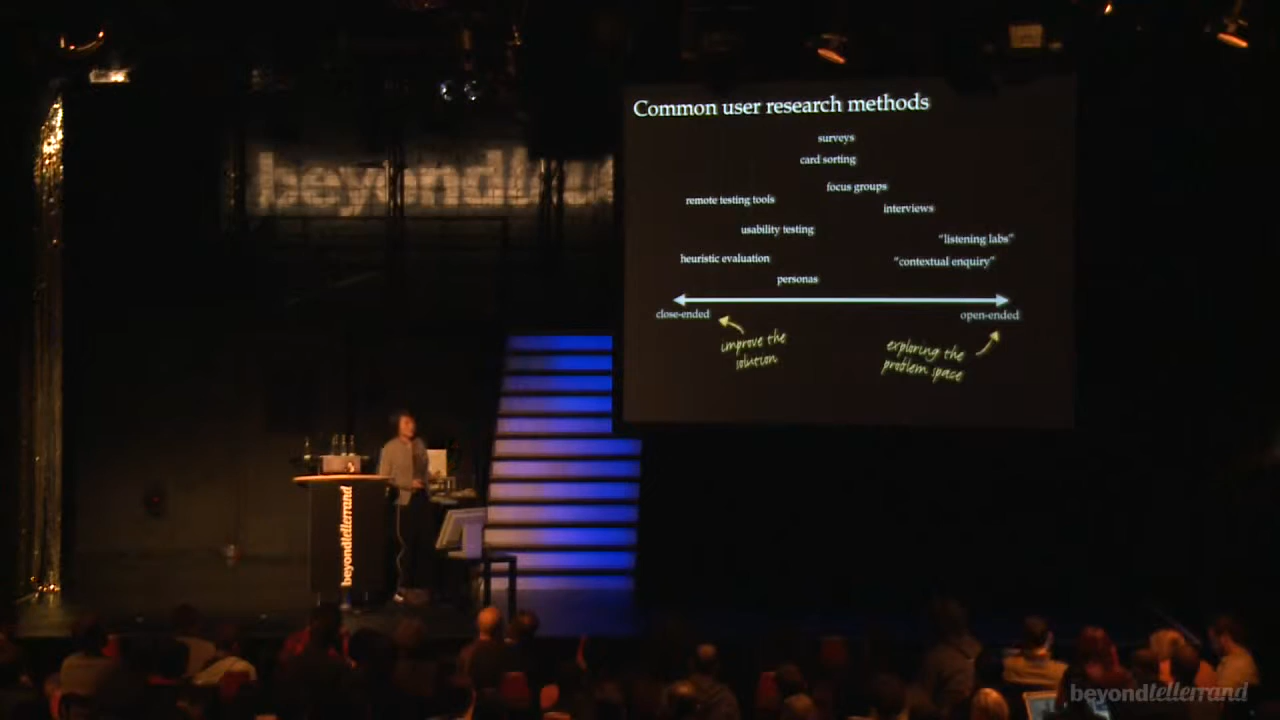 Common user research methods
surveys
card sorting
focus groups
remote testing tools
interviews
usability testing
"listening labs"
heuristic evaluation
"contextual enquiry"
personas
close-ended
open-ended
improve the
solution
exploring the
problem space
beyond
beyondtellerrand
beyondtellerrand